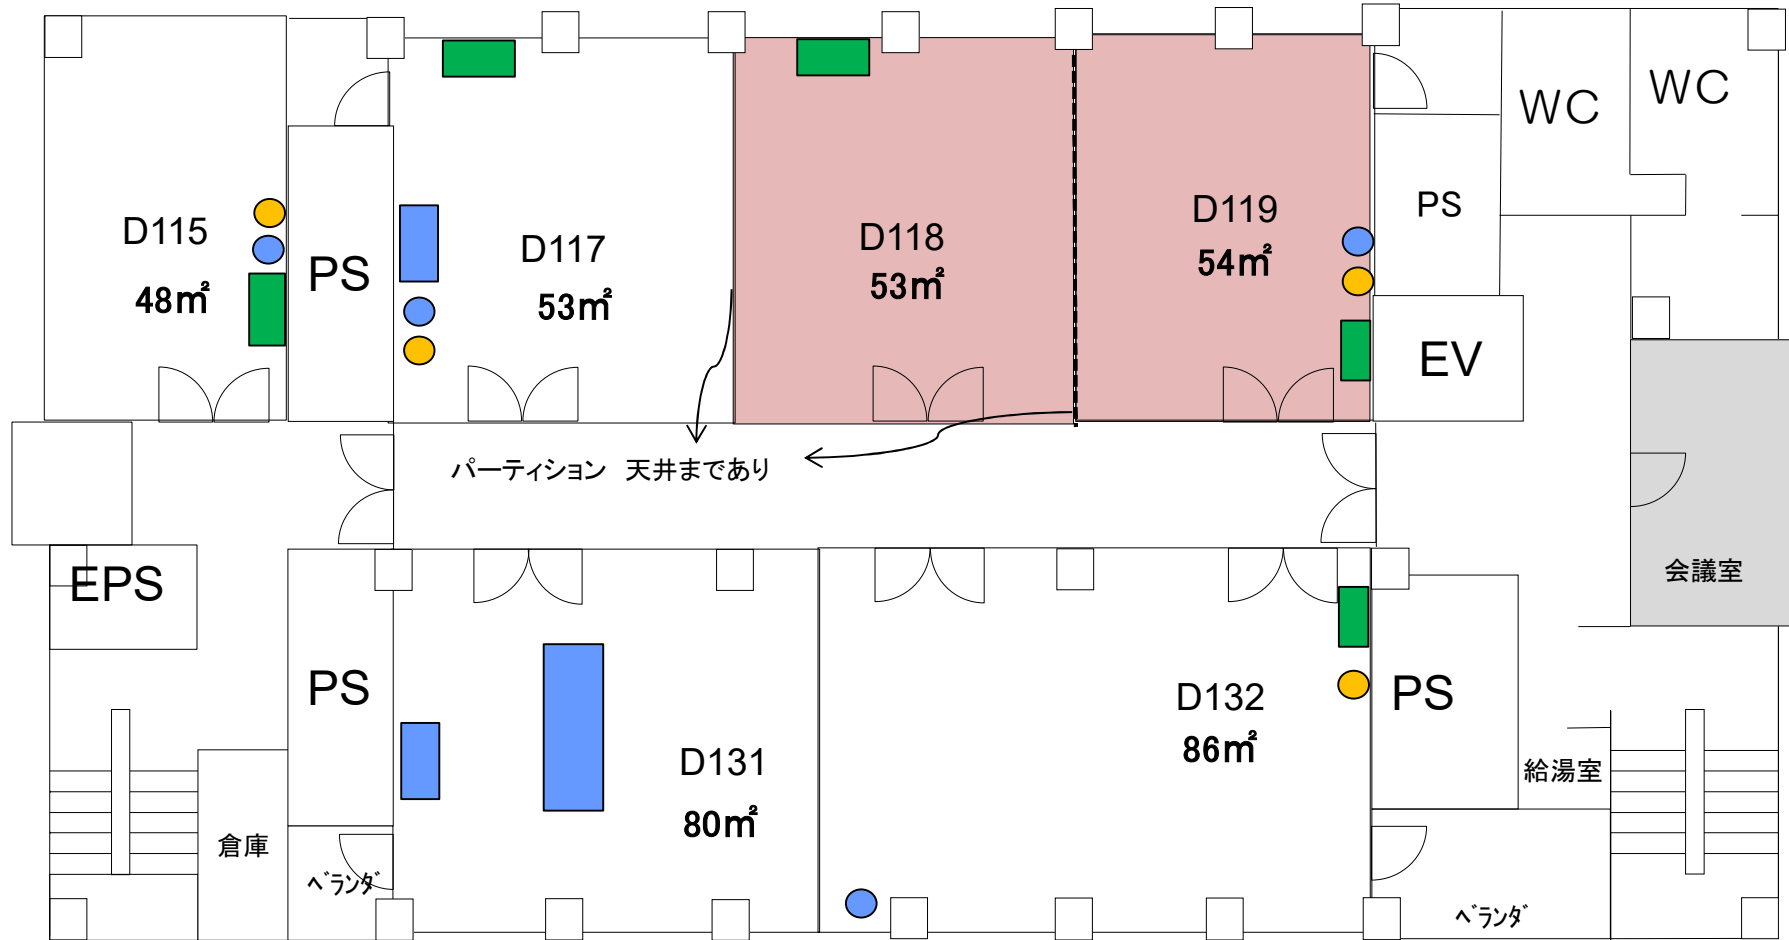 WC
WC
D115
48㎡
PS
D117
53㎡
D118
53㎡
D119
54㎡
PS
EV
パーティション 天井まであり
EPS
会議室
PS
D131
80㎡
D132
86㎡
PS
給湯室
倉庫
ベランダ
ベランダ